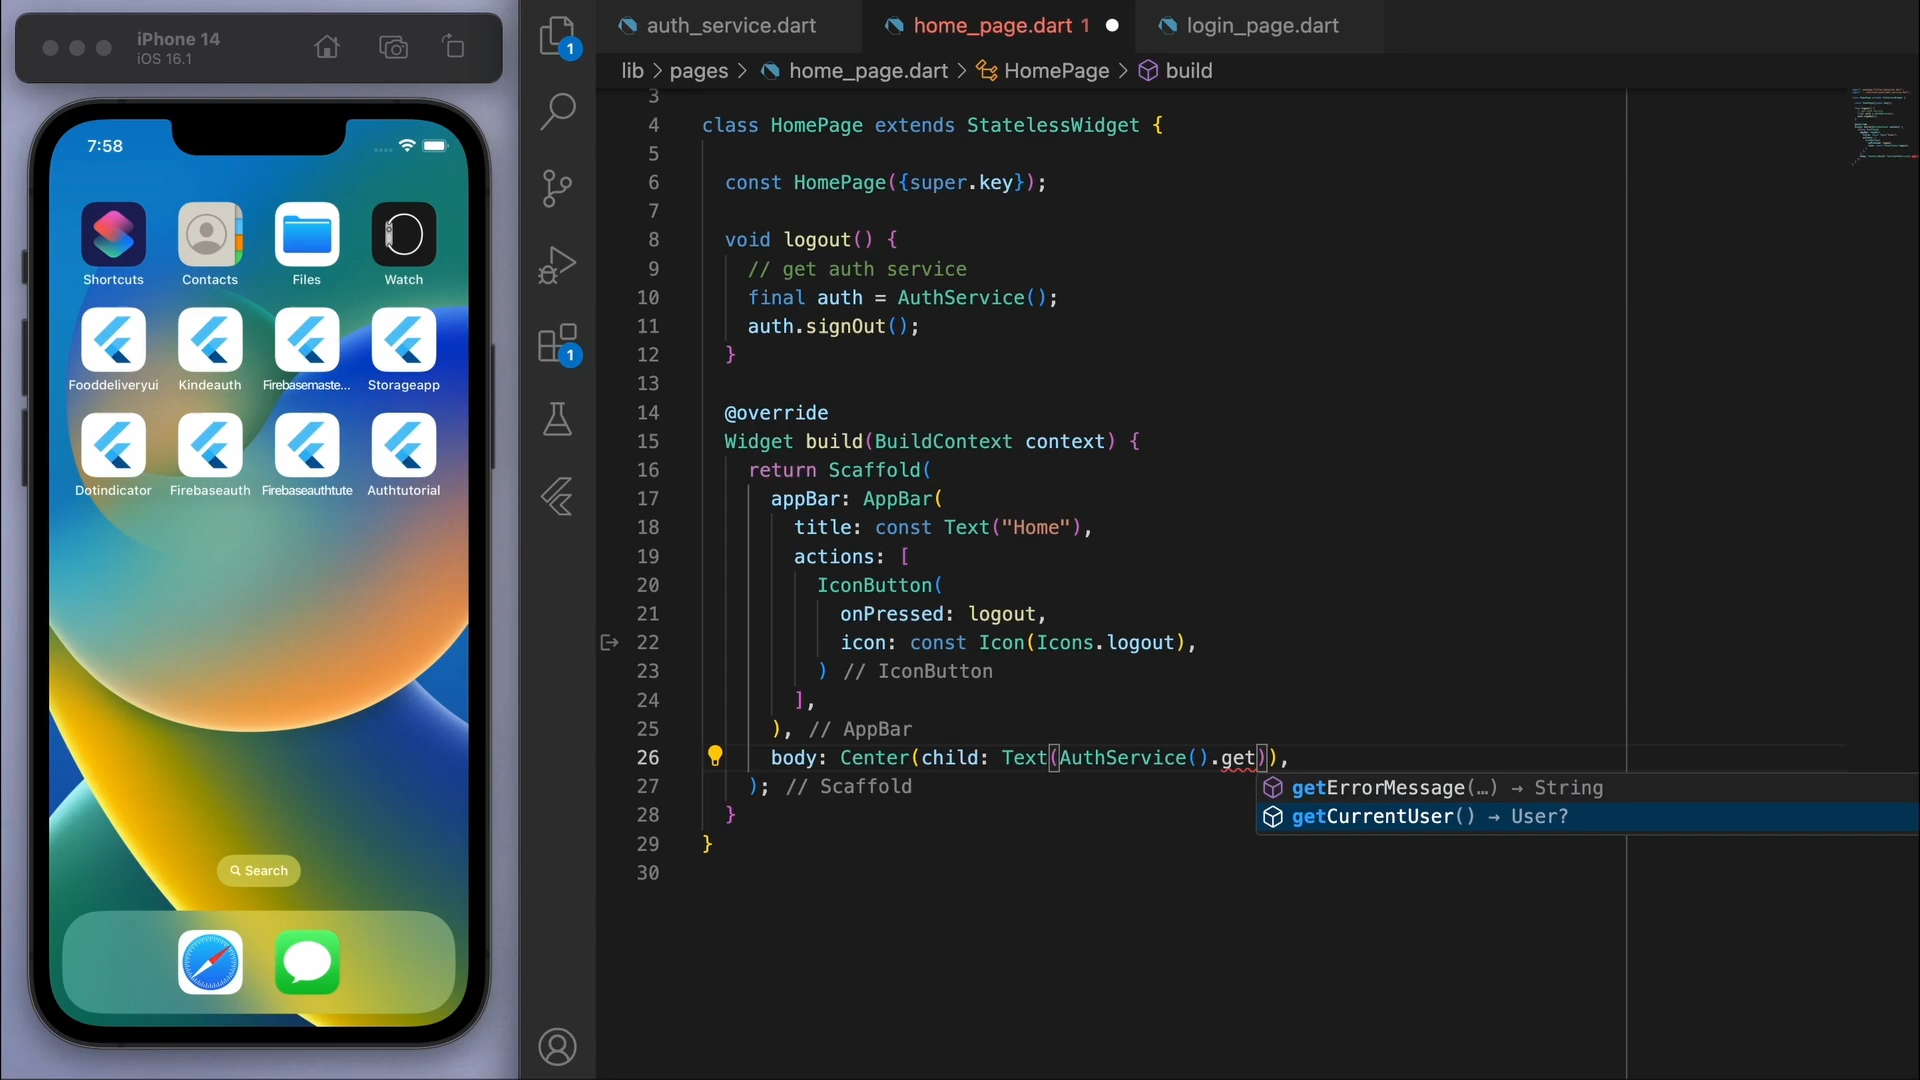 iPhone 14
iOS 16.1
7:58
Shortcuts
Contacts
Files
Watch
Fooddeliveryui
Kindeauth
Firebasemaste...
Storageapp
Dotindicator
Firebaseauth
Firebaseauthtute
Authtutorial
Search
1
1
auth_service.dart
home_page.dart 1
login_page.dart
lib > pages > home_page.dart > HomePage > build
3
4 class HomePage extends StatelessWidget {
5
6 const HomePage({super.key});
7
8 void logout() {
9 // get auth service
10 final auth = AuthService();
11 auth.signOut();
12 }
13
14 @override
15 Widget build(BuildContext context) {
16 return Scaffold(
17 appBar: AppBar(
18 title: const Text("Home"),
19 actions: [
20 IconButton(
21 onPressed: logout,
22 icon: const Icon(Icons.logout),
23 ) // IconButton
24 ],
25 ), // AppBar
26 body: Center(child: Text(AuthService().get)),
27 ); // Scaffold
28 }
29 }
30
getErrorMessage(…) → String
getCurrentUser() → User?